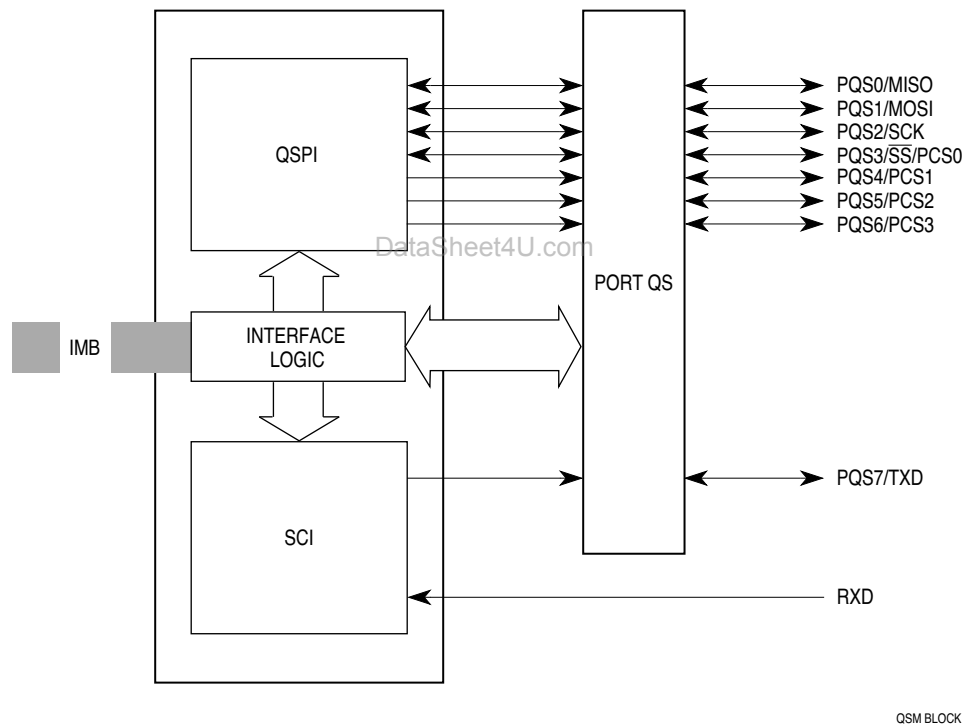 QSPI
PQS0/MISO
PQS1/MOSI
PQS2/SCK
PQS3/S̅S̅/PCS0
PQS4/PCS1
PQS5/PCS2
PQS6/PCS3
DataSheet4U.com
PORT QS
IMB
INTERFACE
LOGIC
PQS7/TXD
SCI
RXD
QSM BLOCK